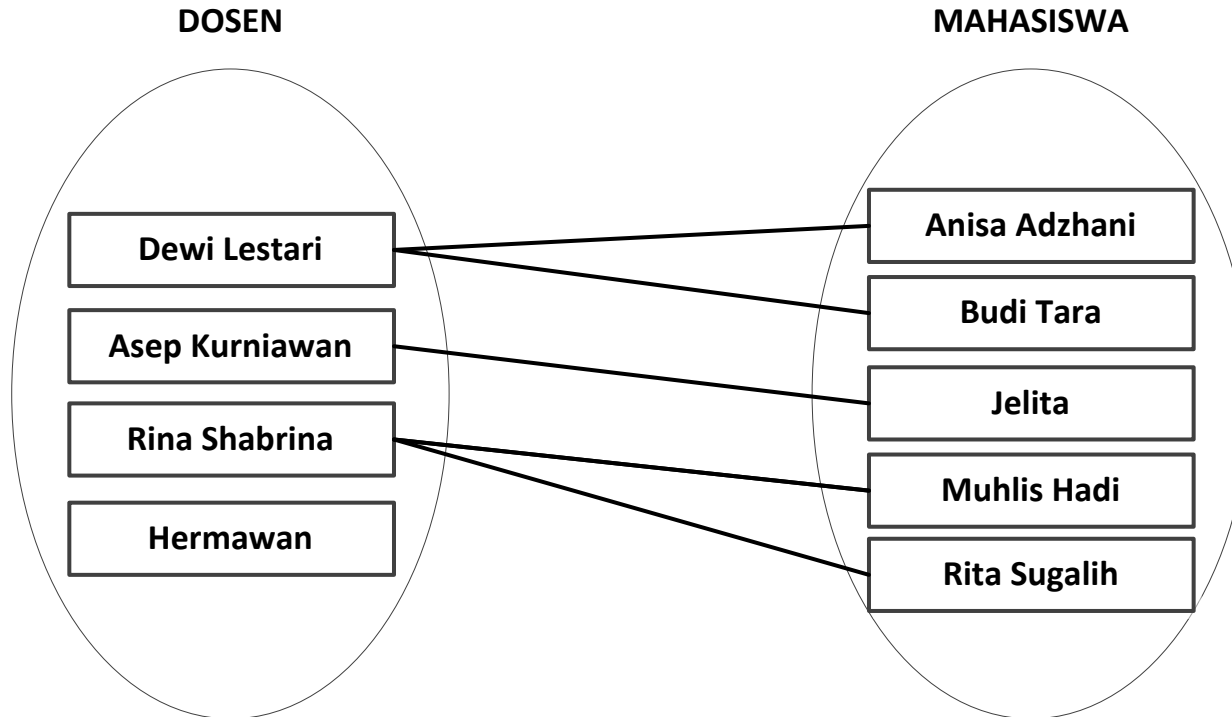 DOSEN
MAHASISWA
Dewi Lestari
Asep Kurniawan
Rina Shabrina
Hermawan
Anisa Adzhani
Budi Tara
Jelita
Muhlis Hadi
Rita Sugalih